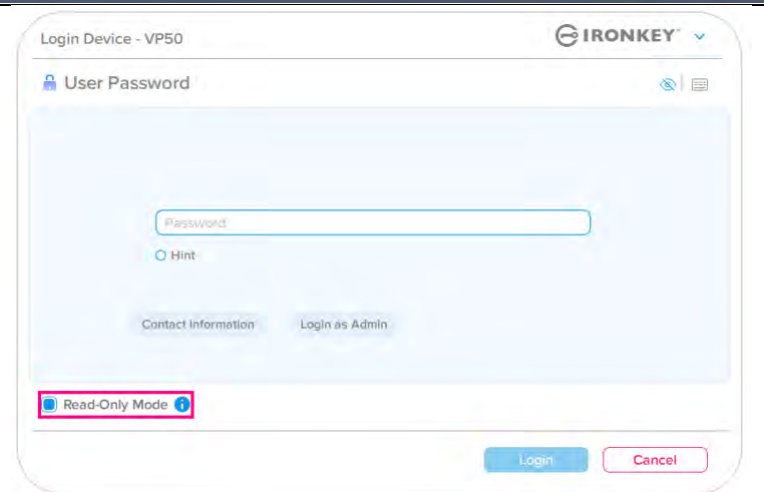 Login Device - VP50
IRONKEY
User Password
Password
Hint
Contact Information
Login as Admin
Read-Only Mode
Login
Cancel